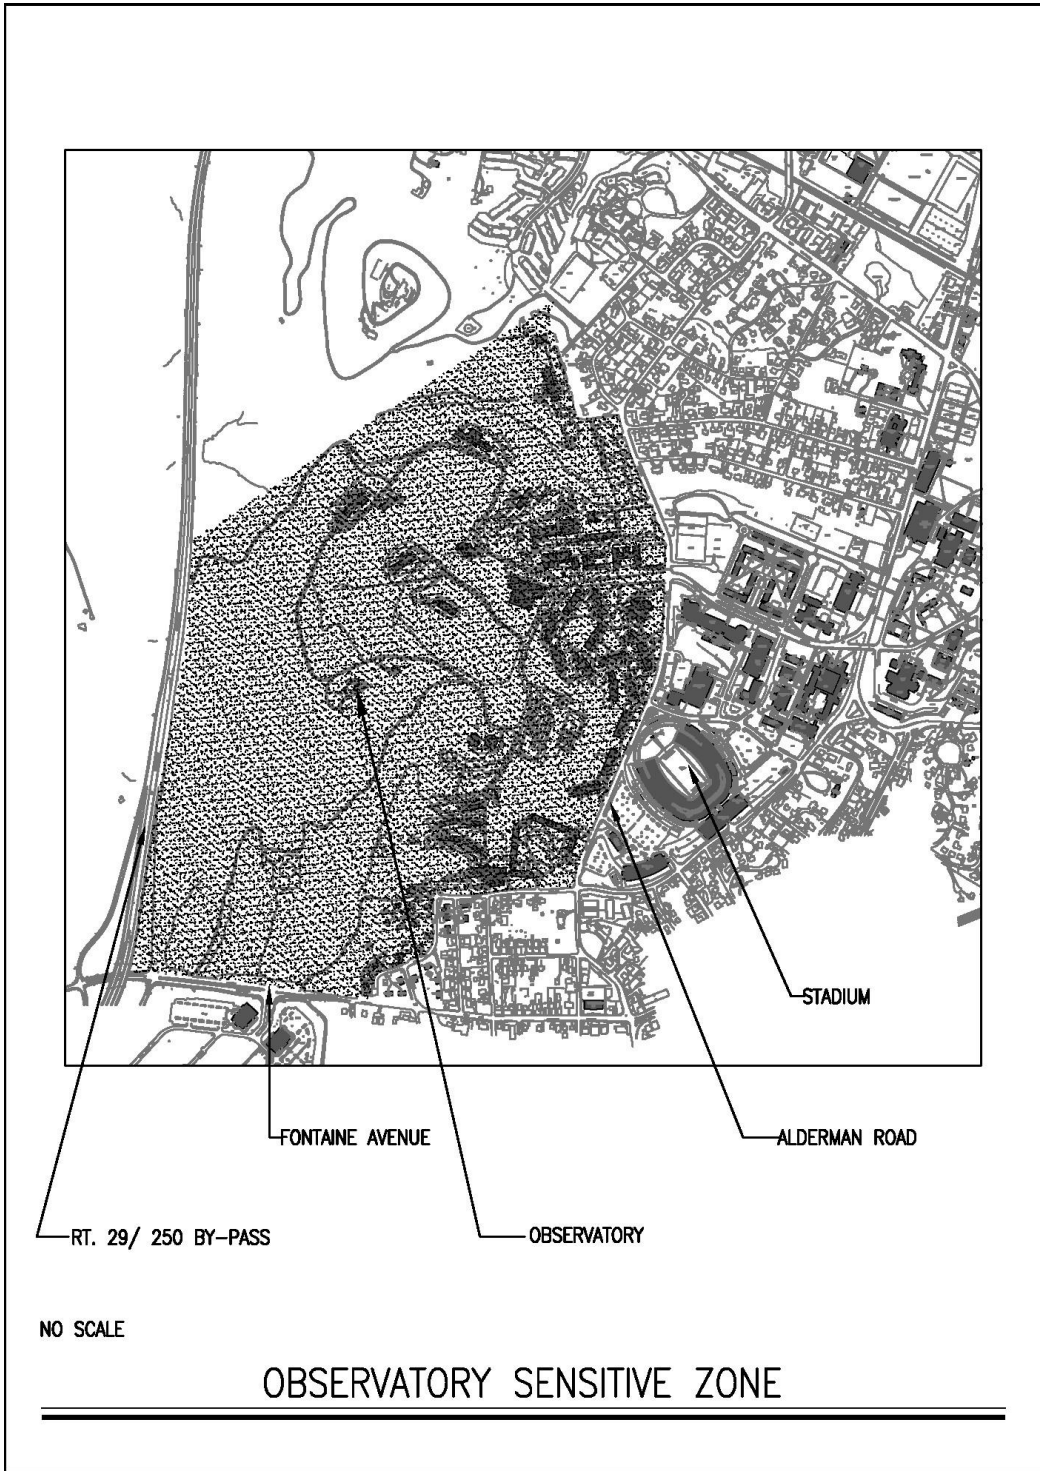 STADIUM
FONTAINE AVENUE
ALDERMAN ROAD
RT. 29/ 250 BY-PASS
OBSERVATORY
NO SCALE
OBSERVATORY SENSITIVE ZONE